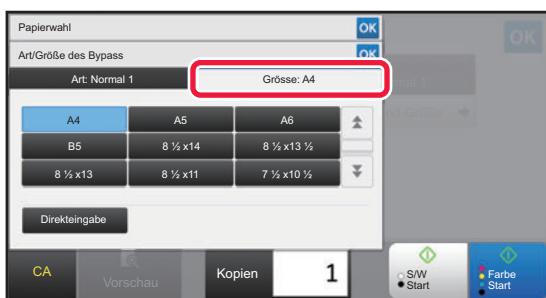 Papierwahl OK
OK
Art/Größe des Bypass OK
Art: Normal 1 Grösse: A4
A4 A5 A6
B5 8 ½ x14 8 ½ x13 ½
8 ½ x13 8 ½ x11 7 ½ x10 ½
Direkteingabe
CA Vorschau Kopien 1
S/W Start
Farbe Start